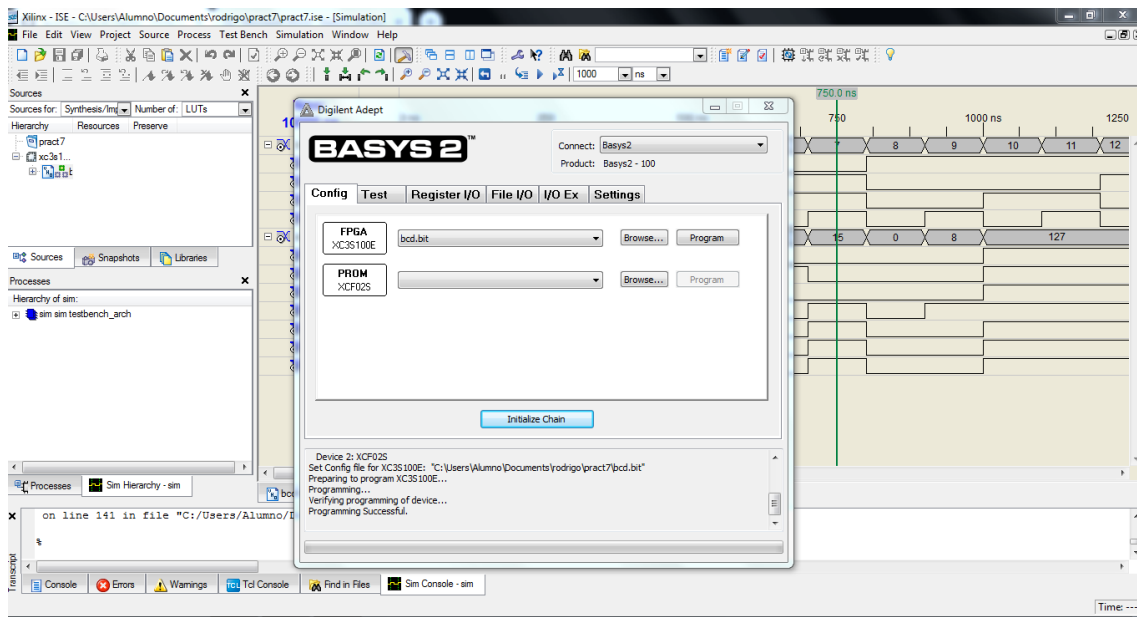 Xilinx - ISE - C:\Users\Alumno\Documents\rodrigo\pract7\pract7.ise - [Simulation]
File Edit View Project Source Process Test Bench Simulation Window Help
1000 ns
Sources
Sources for: Synthesis/Imp Number of: LUTs
Hierarchy Resources Preserve
pract7
xc3s1...
Sources Snapshots Libraries
Processes
Hierarchy of sim:
sim sim testbench_arch
Processes Sim Hierarchy - sim
750.0 ns
750 1000 ns 1250
8 9 10 11 12
15 0 8 127
Digilent Adept
BASYS 2™
Connect: Basys2
Product: Basys2 - 100
Config Test Register I/O File I/O I/O Ex Settings
FPGA
XC3S100E
bcd.bit Browse... Program
PROM
XCF02S
Browse... Program
Initialize Chain
Device 2: XCF02S
Set Config file for XC3S100E: "C:\Users\Alumno\Documents\rodrigo\pract7\bcd.bit"
Preparing to program XC3S100E...
Programming...
Verifying programming of device...
Programming Successful.
on line 141 in file "C:/Users/Alumno/
%
Transcript
Console Errors Warnings Tcl Console Find in Files Sim Console - sim
Time: ---